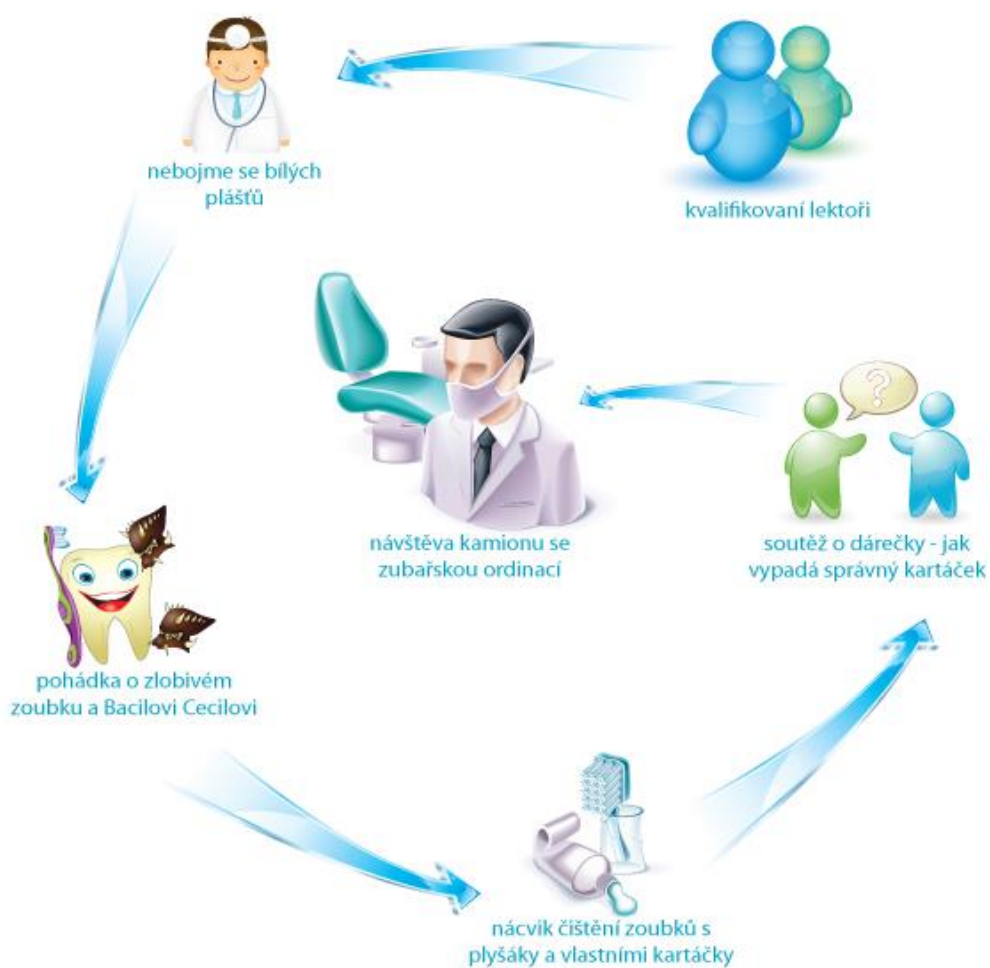 nebojme se bílých
plášťů
kvalifikovaní lektoři
návštěva kamionu se
zubařskou ordinací
soutěž o dárečky - jak
vypadá správný kartáček
pohádka o zlobivém
zoubku a Bacilovi Cecilovi
nácvik čištění zoubků s
plyšáky a vlastními kartáčky